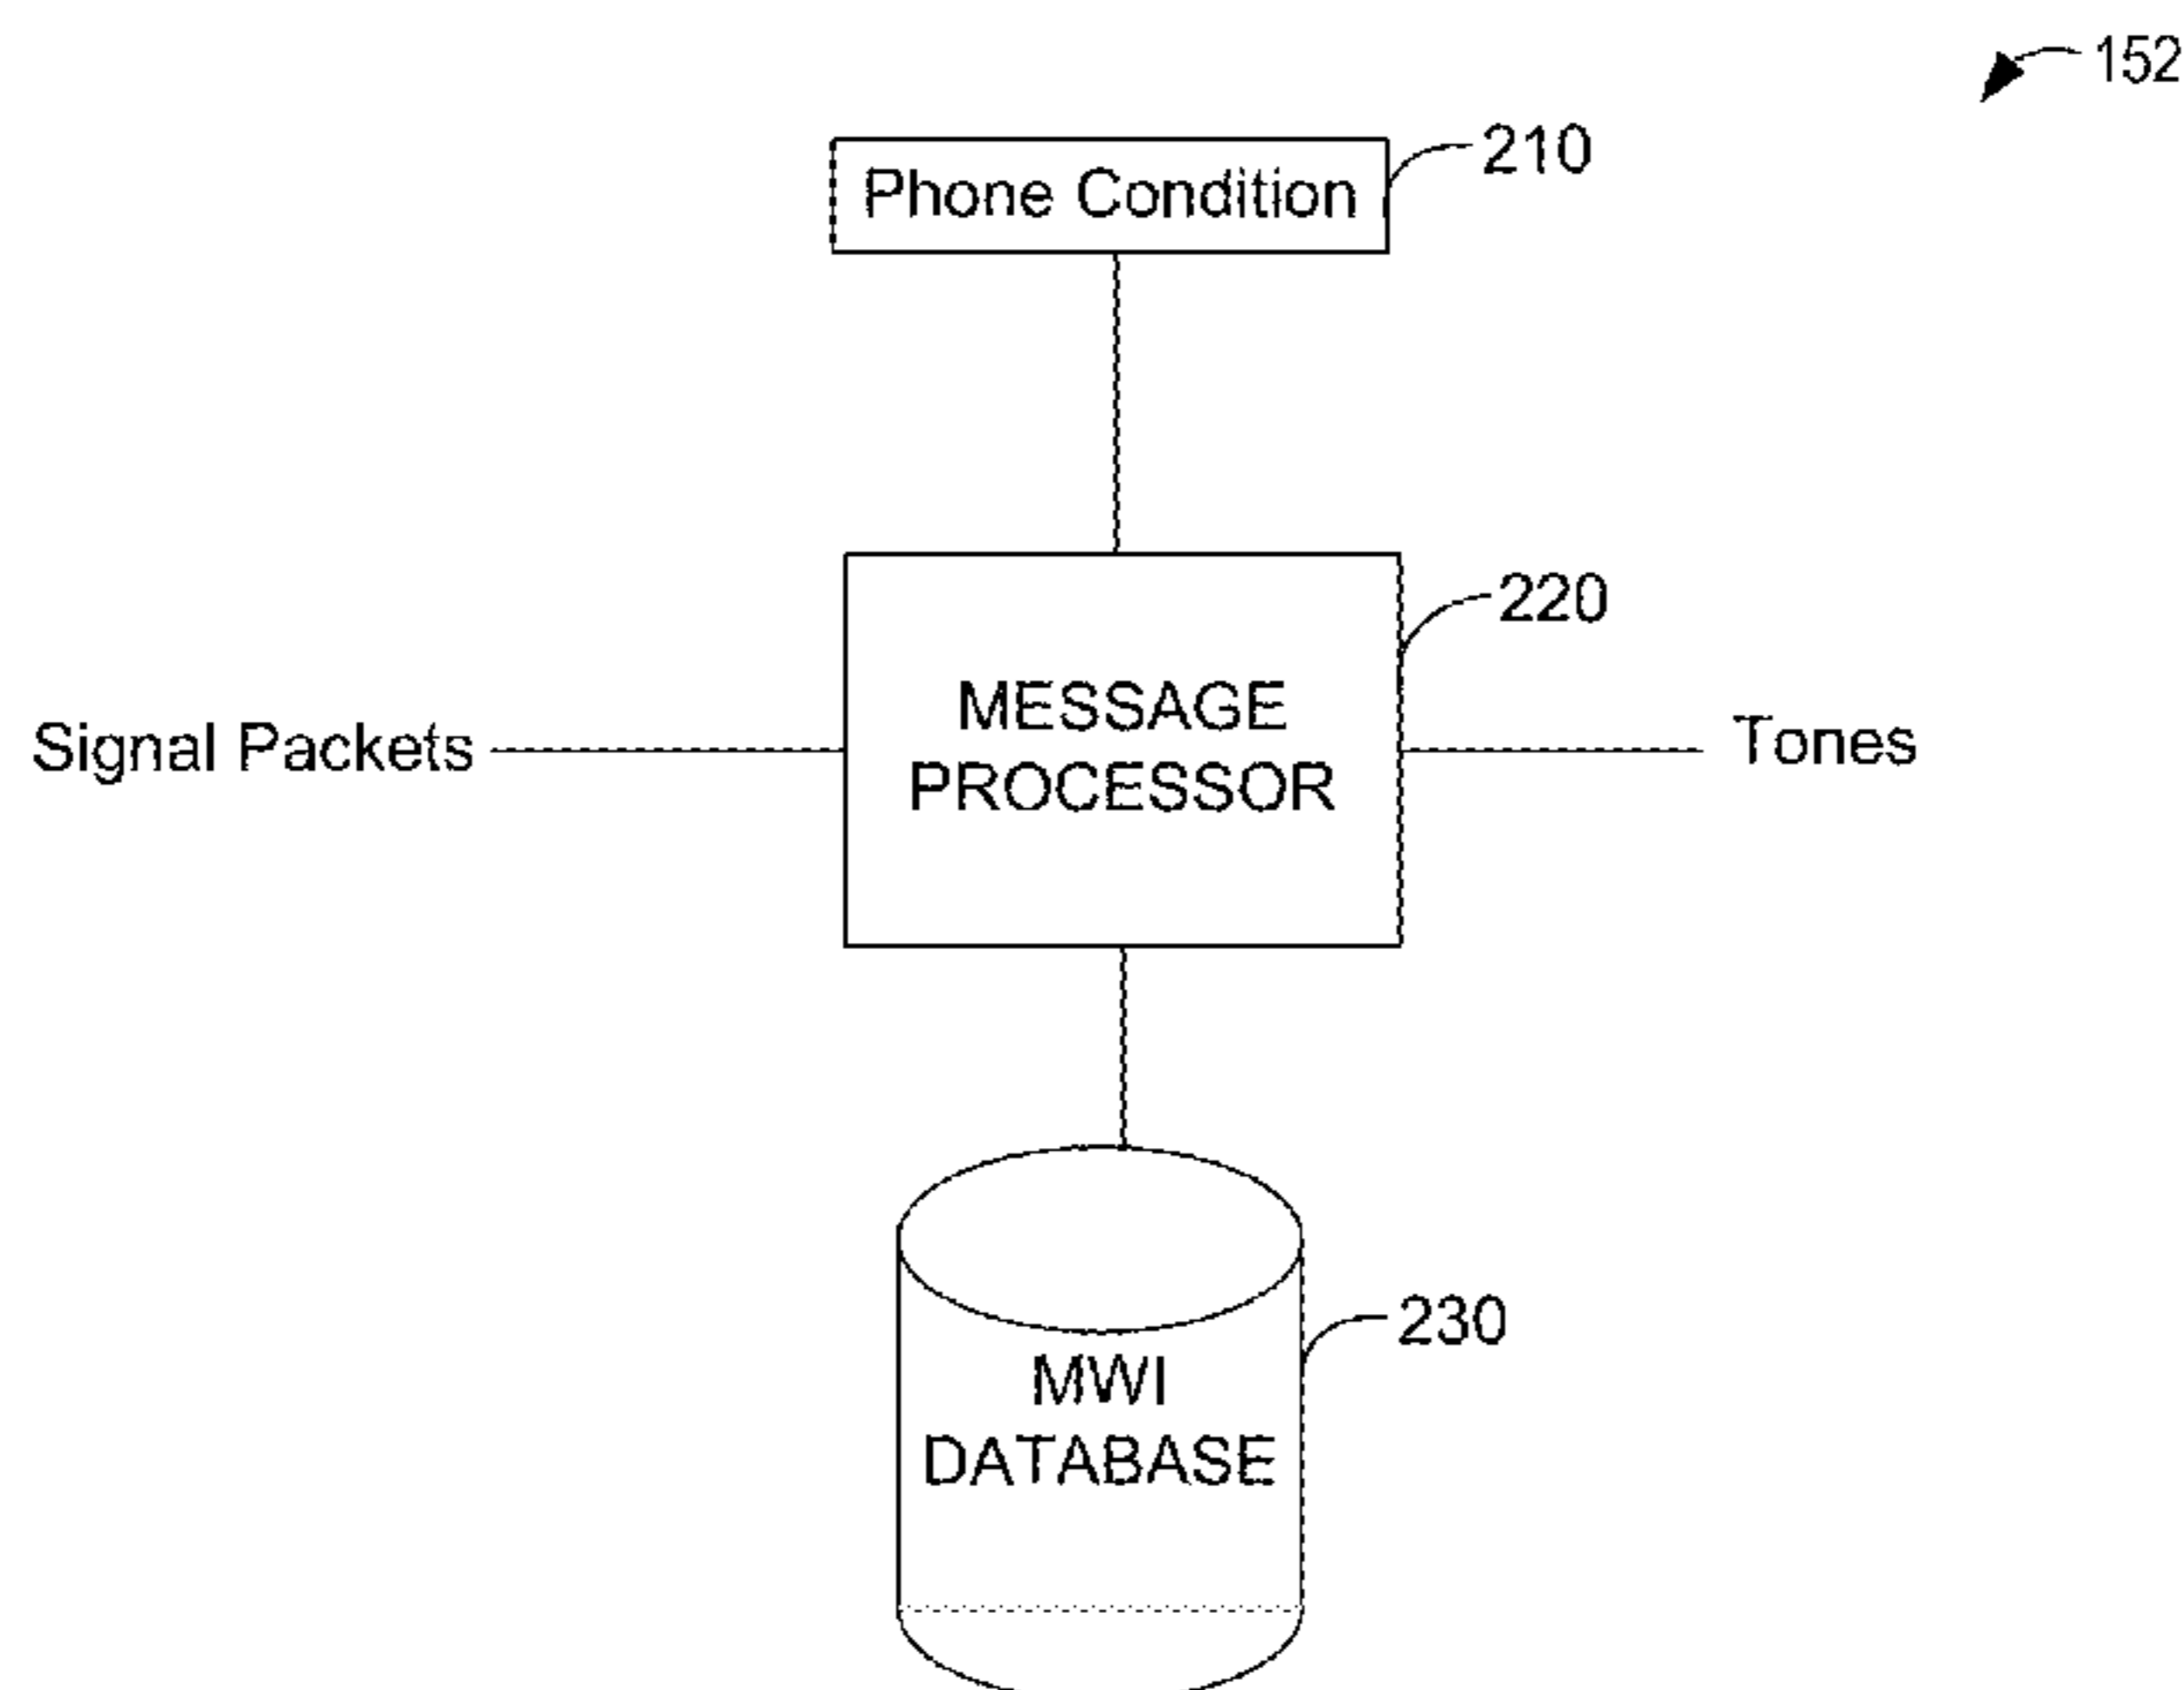 152
Phone Condition
210
220
MESSAGE
PROCESSOR
Signal Packets
Tones
230
MWI
DATABASE